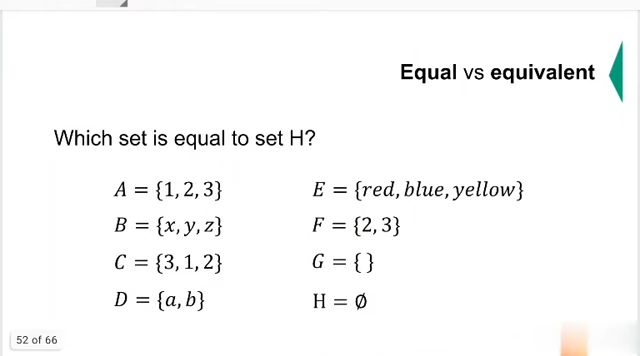 Equal vs equivalent
Which set is equal to set H?
A = {1, 2, 3}
B = {x, y, z}
C = {3, 1, 2}
D = {a, b}
E = {red, blue, yellow}
F = {2, 3}
G = { }
H = ∅
52 of 66